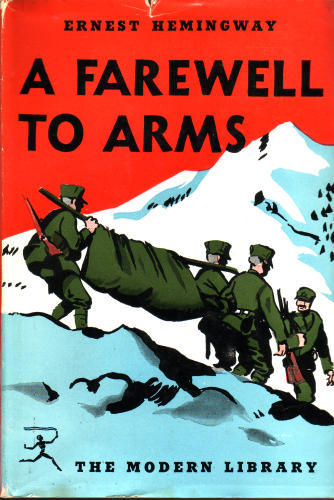 ERNEST HEMINGWAY
A FAREWELL
TO ARMS
THE MODERN LIBRARY